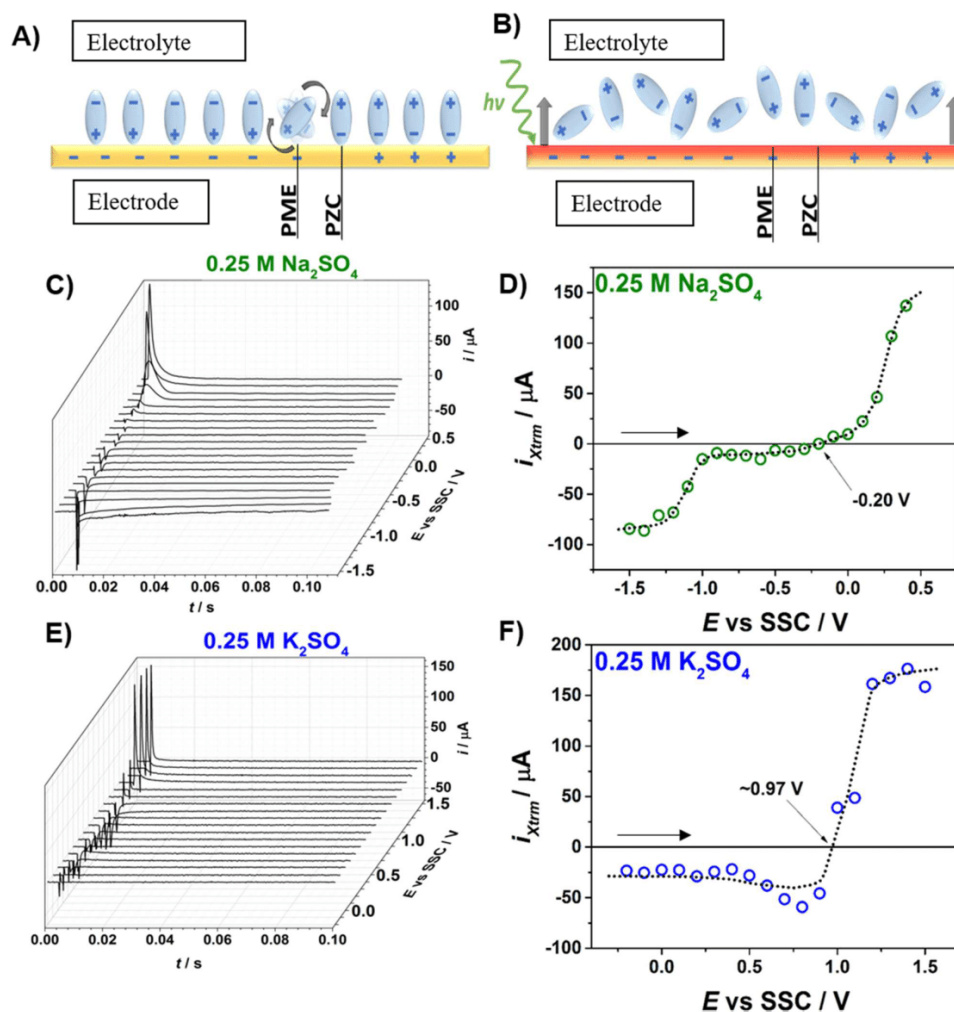 A)
Electrolyte
Electrode
PME
PZC
B)
Electrolyte
hν
Electrode
PME
PZC
C)
0.25 M Na₂SO₄
100
50
0
-50
i / μA
0.5
0.0
-0.5
-1.0
-1.5
E vs SSC / V
0.00 0.02 0.04 0.06 0.08 0.10
t / s
D)
0.25 M Na₂SO₄
150
100
50
0
-50
-100
i_Xtrm / μA
-0.20 V
-1.5 -1.0 -0.5 0.0 0.5
E vs SSC / V
E)
0.25 M K₂SO₄
150
100
50
0
-50
i / μA
1.5
1.0
0.5
0.0
E vs SSC / V
0.00 0.02 0.04 0.06 0.08 0.10
t / s
F)
0.25 M K₂SO₄
200
150
100
50
0
-50
-100
i_Xtrm / μA
~0.97 V
0.0 0.5 1.0 1.5
E vs SSC / V